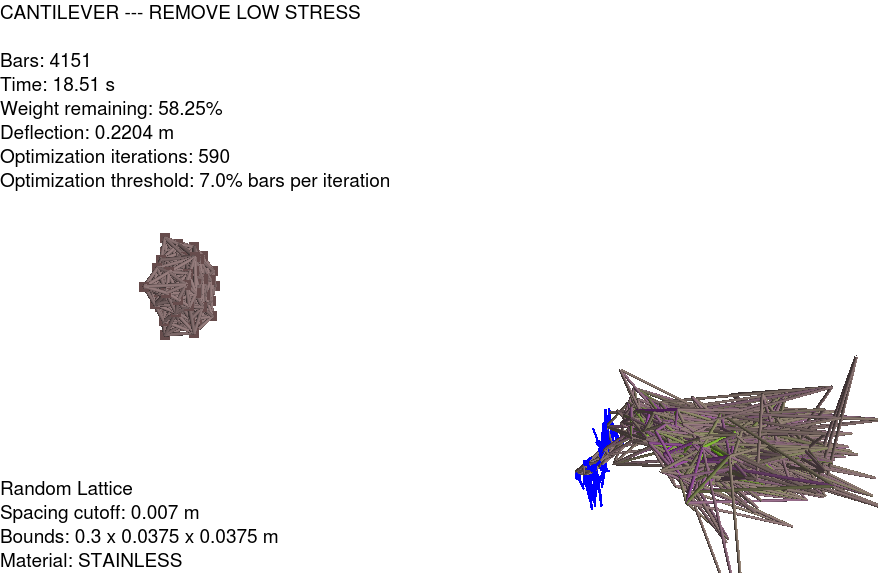 CANTILEVER --- REMOVE LOW STRESS
Bars: 4151
Time: 18.51 s
Weight remaining: 58.25%
Deflection: 0.2204 m
Optimization iterations: 590
Optimization threshold: 7.0% bars per iteration
Random Lattice
Spacing cutoff: 0.007 m
Bounds: 0.3 x 0.0375 x 0.0375 m
Material: STAINLESS